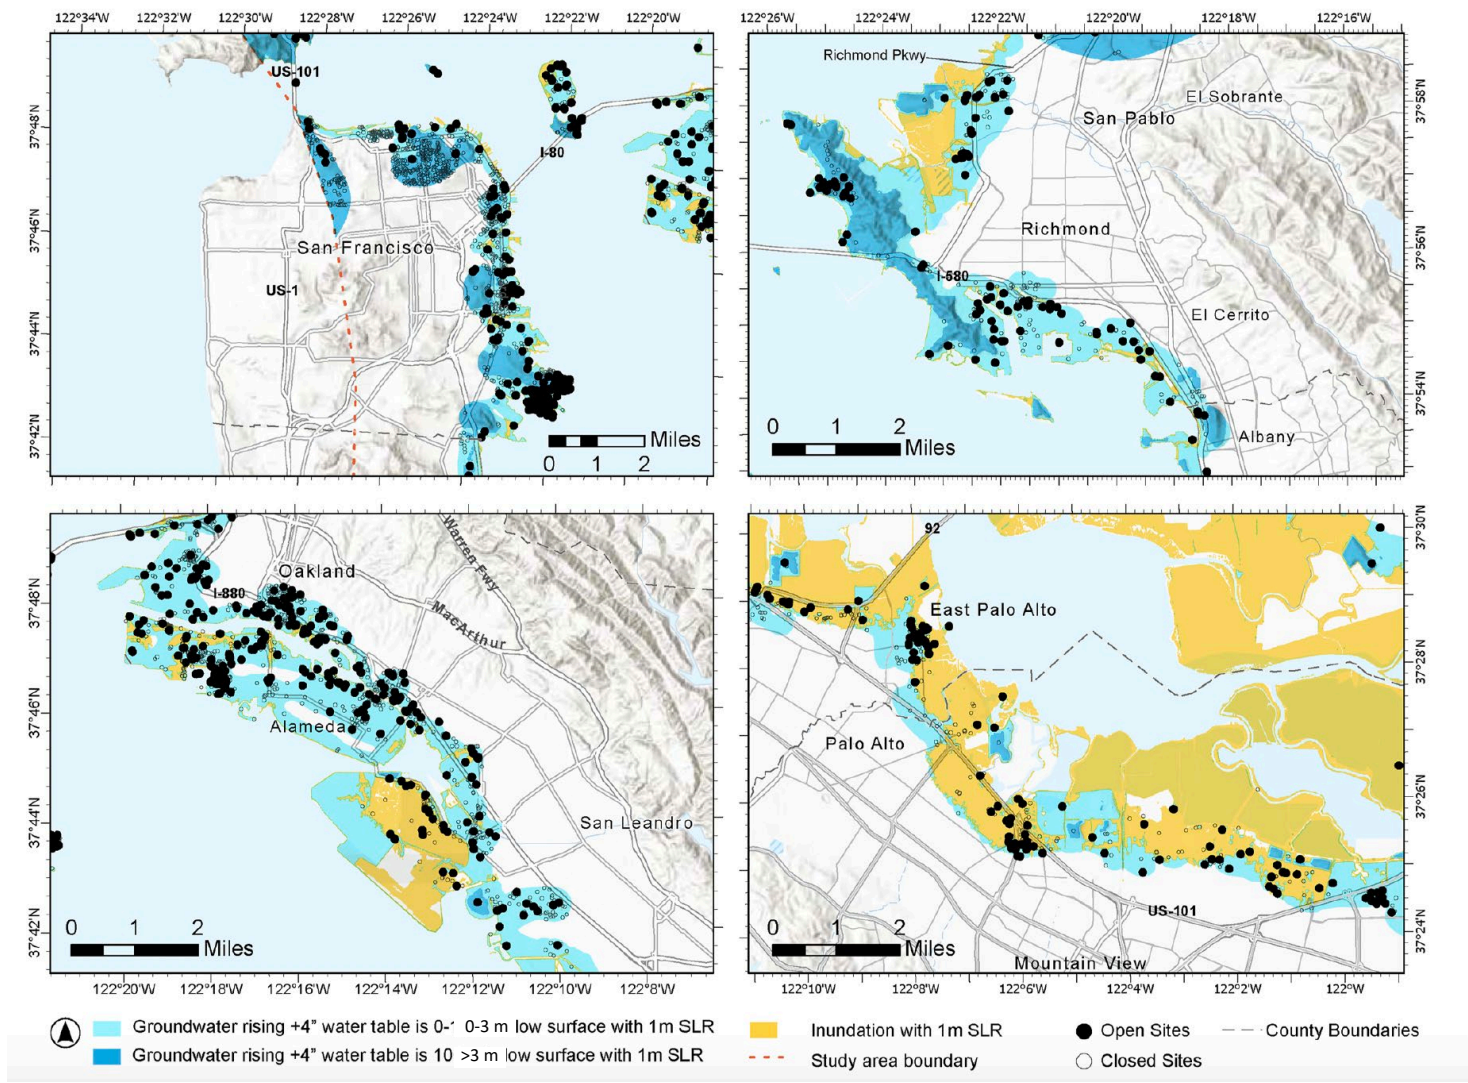 122°34'W 122°32'W 122°30'W 122°28'W 122°26'W 122°24'W 122°22'W 122°20'W
122°26'W 122°24'W 122°22'W 122°20'W 122°18'W 122°16'W
37°48'N
37°46'N
37°44'N
37°42'N
US-101
I-80
San Francisco
US-1
Miles
0 1 2
Richmond Pkwy
El Sobrante
San Pablo
Richmond
I-580
El Cerrito
Albany
0 1 2
Miles
37°58'N
37°56'N
37°54'N
37°48'N
37°46'N
37°44'N
37°42'N
Warren Fwy
Oakland
I-880
MacArthur
Alameda
San Leandro
0 2
Miles
92
East Palo Alto
Palo Alto
US-101
Mountain View
0 1 2
Miles
37°30'N
37°28'N
37°26'N
37°24'N
122°20'W 122°18'W 122°16'W 122°14'W 122°12'W 122°10'W 122°8'W
122°10'W 122°8'W 122°6'W 122°4'W 122°2'W 122°W
Groundwater rising +4" water table is 0- 0-3 m low surface with 1m SLR
Groundwater rising +4" water table is 10 >3 m low surface with 1m SLR
Inundation with 1m SLR
Study area boundary
Open Sites
Closed Sites
County Boundaries